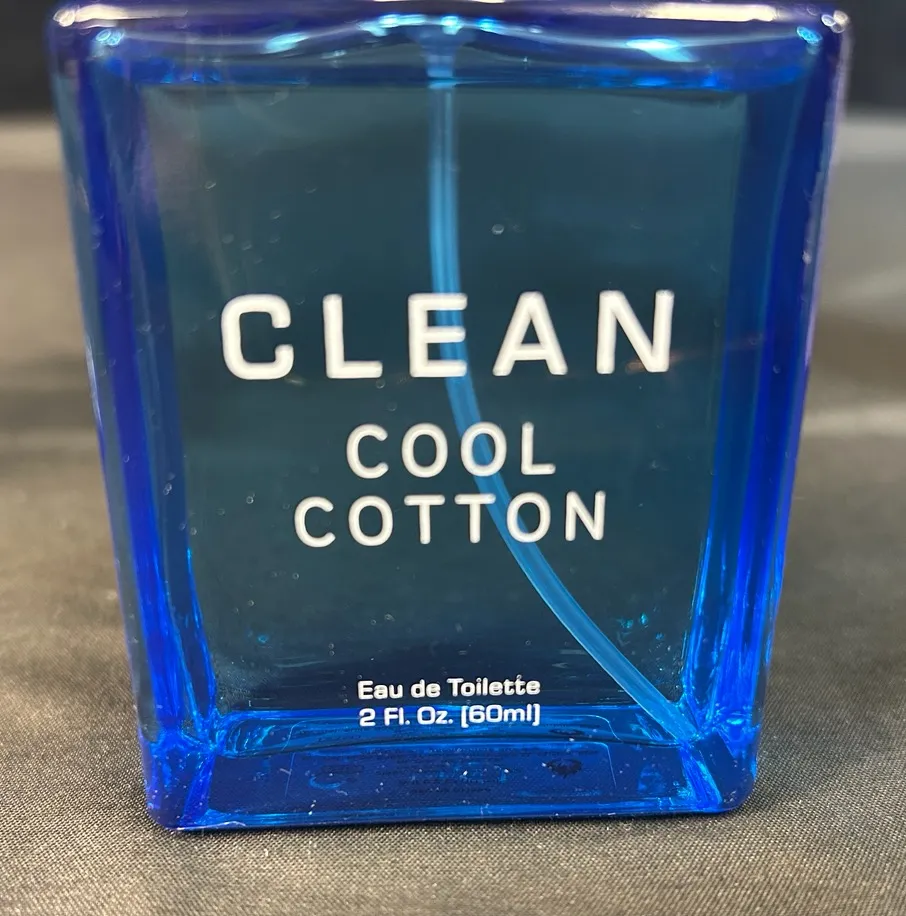 CLEAN
COOL
COTTON
Eau de Toilette
2 Fl. Oz. [60ml]